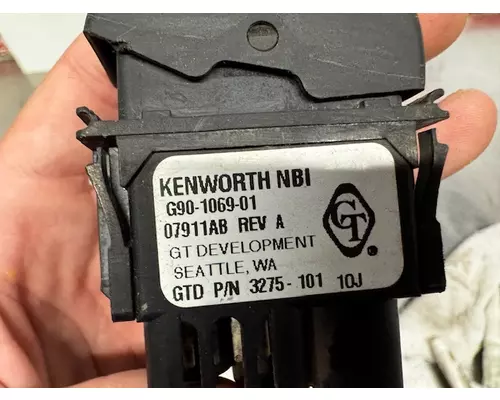 KENWORTH NBI
G90-1069-01
07911AB REV A
GT DEVELOPMENT
SEATTLE, WA
GTD P/N 3275-101 10J
GT